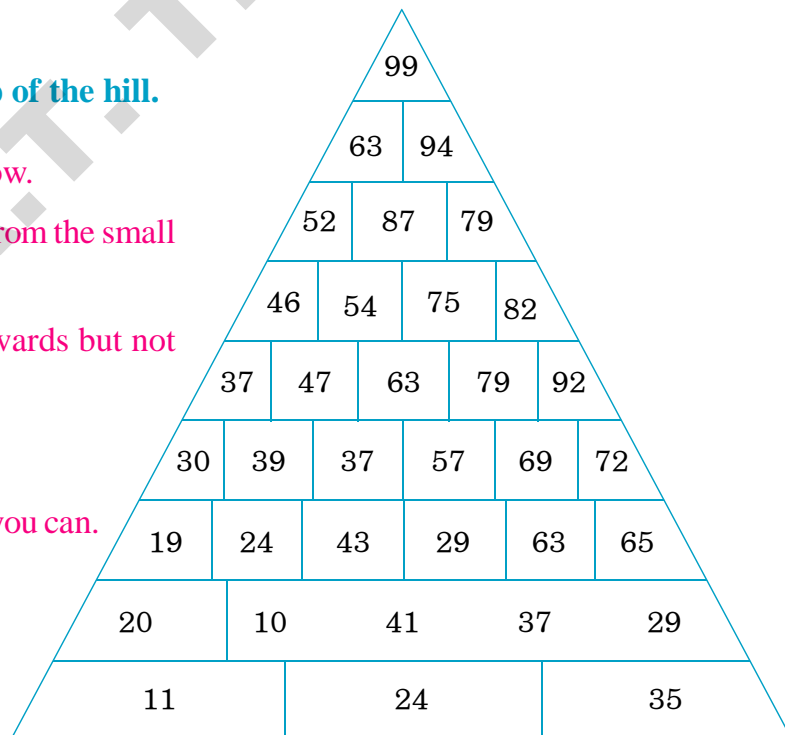 99
of the hill.
63 94
ow.
52 87 79
rom the small
46 54 75 82
wards but not
37 47 63 79 92
30 39 37 57 69 72
you can.
19 24 43 29 63 65
20 10 41 37 29
11 24 35